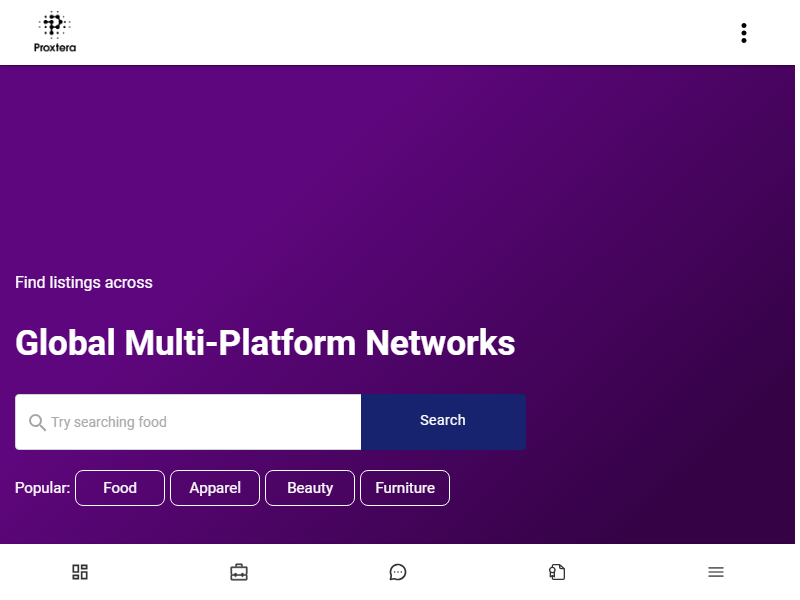 Proxtera
Find listings across
Global Multi-Platform Networks
Try searching food
Search
Popular:
Food
Apparel
Beauty
Furniture